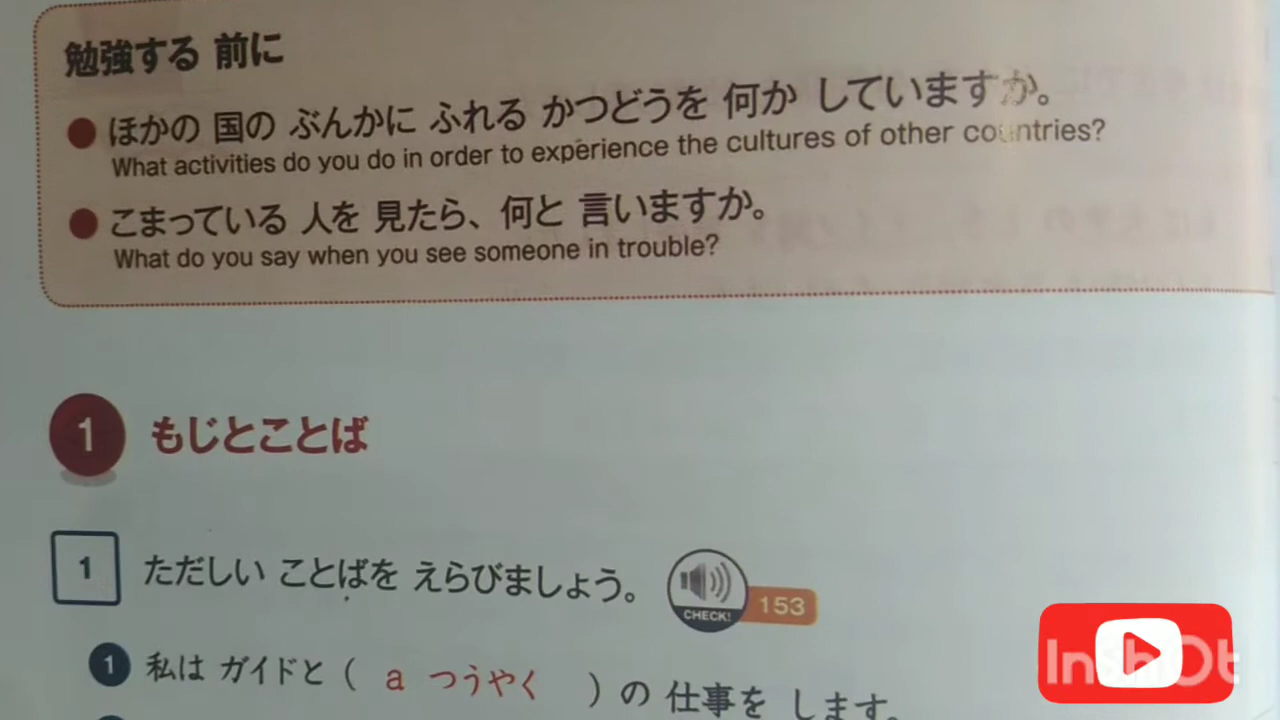 勉強する 前に
● ほかの 国の ぶんかに ふれる かつどうを 何か していますか。
What activities do you do in order to experience the cultures of other countries?
● こまっている 人を 見たら、何と 言いますか。
What do you say when you see someone in trouble?
1 もじとことば
1 ただしい ことばを えらびましょう。 CHECK! 153
1 私は ガイドと ( a つうやく ) の 仕事を します。
InShOt